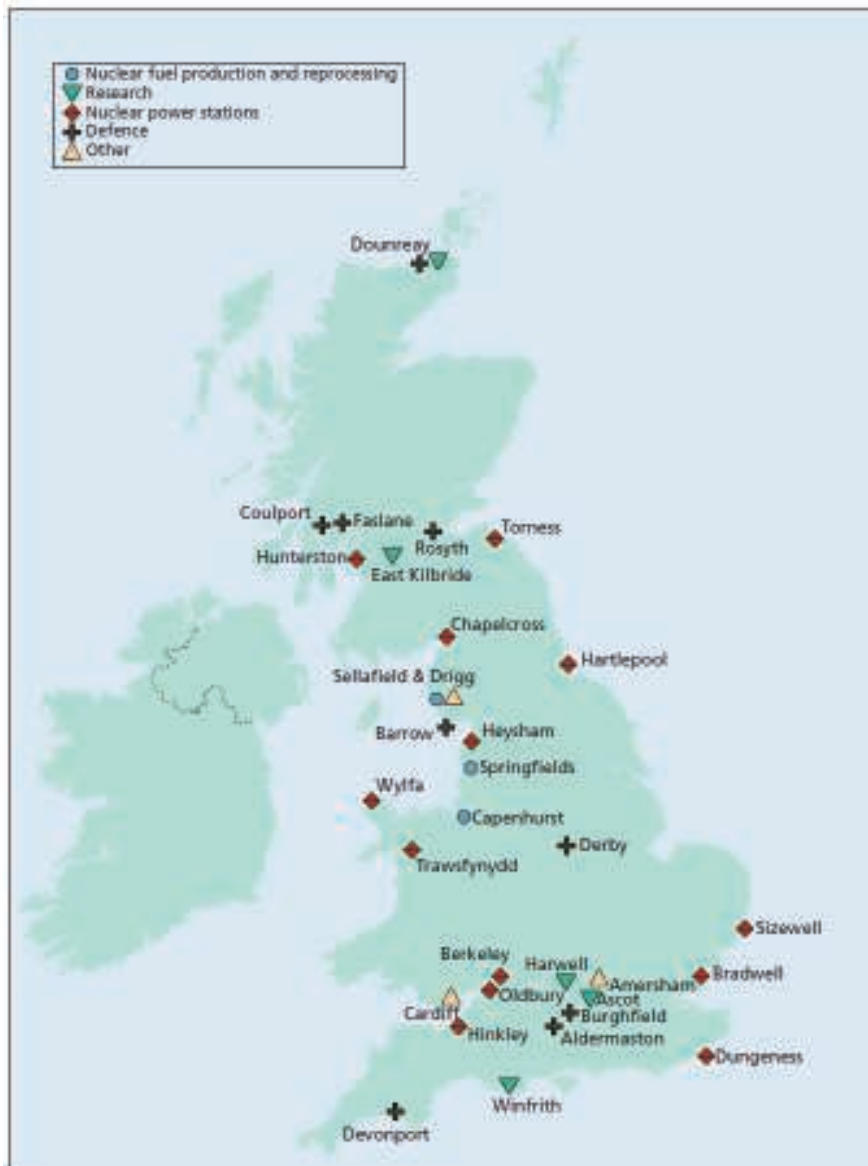 Nuclear fuel production and reprocessing
Research
Nuclear power stations
Defence
Other
Dounreay
Coulport
Faslane
Rosyth
Torness
Hunterston
East Kilbride
Chapelcross
Hartlepool
Sellafield & Drigg
Barrow
Heysham
Springfields
Wylfa
Capenhurst
Derby
Trawsfynydd
Sizewell
Berkeley
Harwell
Amersham
Bradwell
Oldbury
Ascot
Cardiff
Burghfield
Hinkley
Aldermaston
Dungeness
Winfrith
Devonport